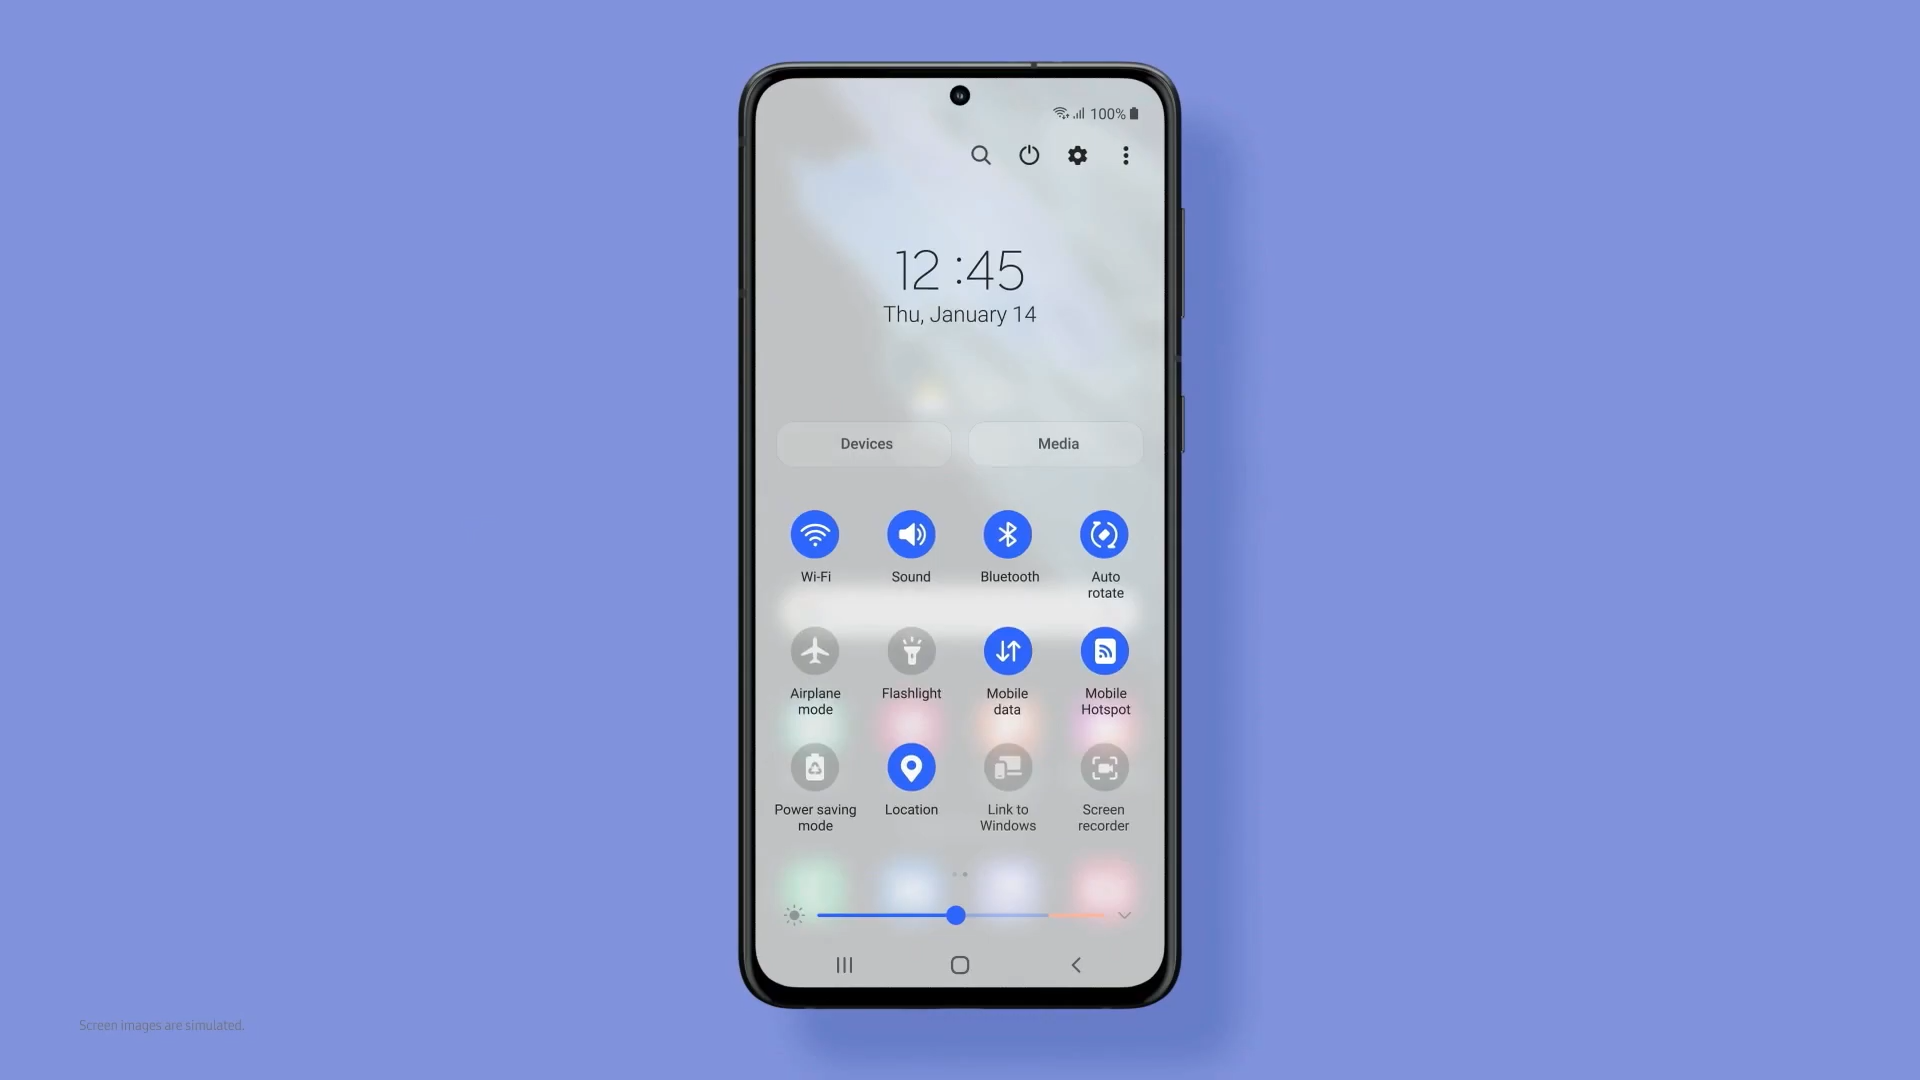 100%
12:45
Thu, January 14
Devices
Media
Wi-Fi
Sound
Bluetooth
Auto
rotate
Airplane
mode
Flashlight
Mobile
data
Mobile
Hotspot
Power saving
mode
Location
Link to
Windows
Screen
recorder
Screen images are simulated.